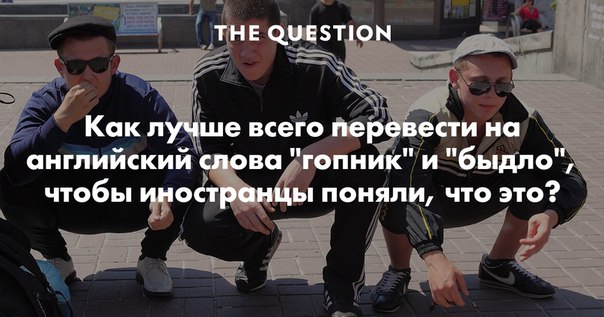 THE QUESTION
Как лучше всего перевести на
английский слова "гопник" и "быдло",
чтобы иностранцы поняли, что это?